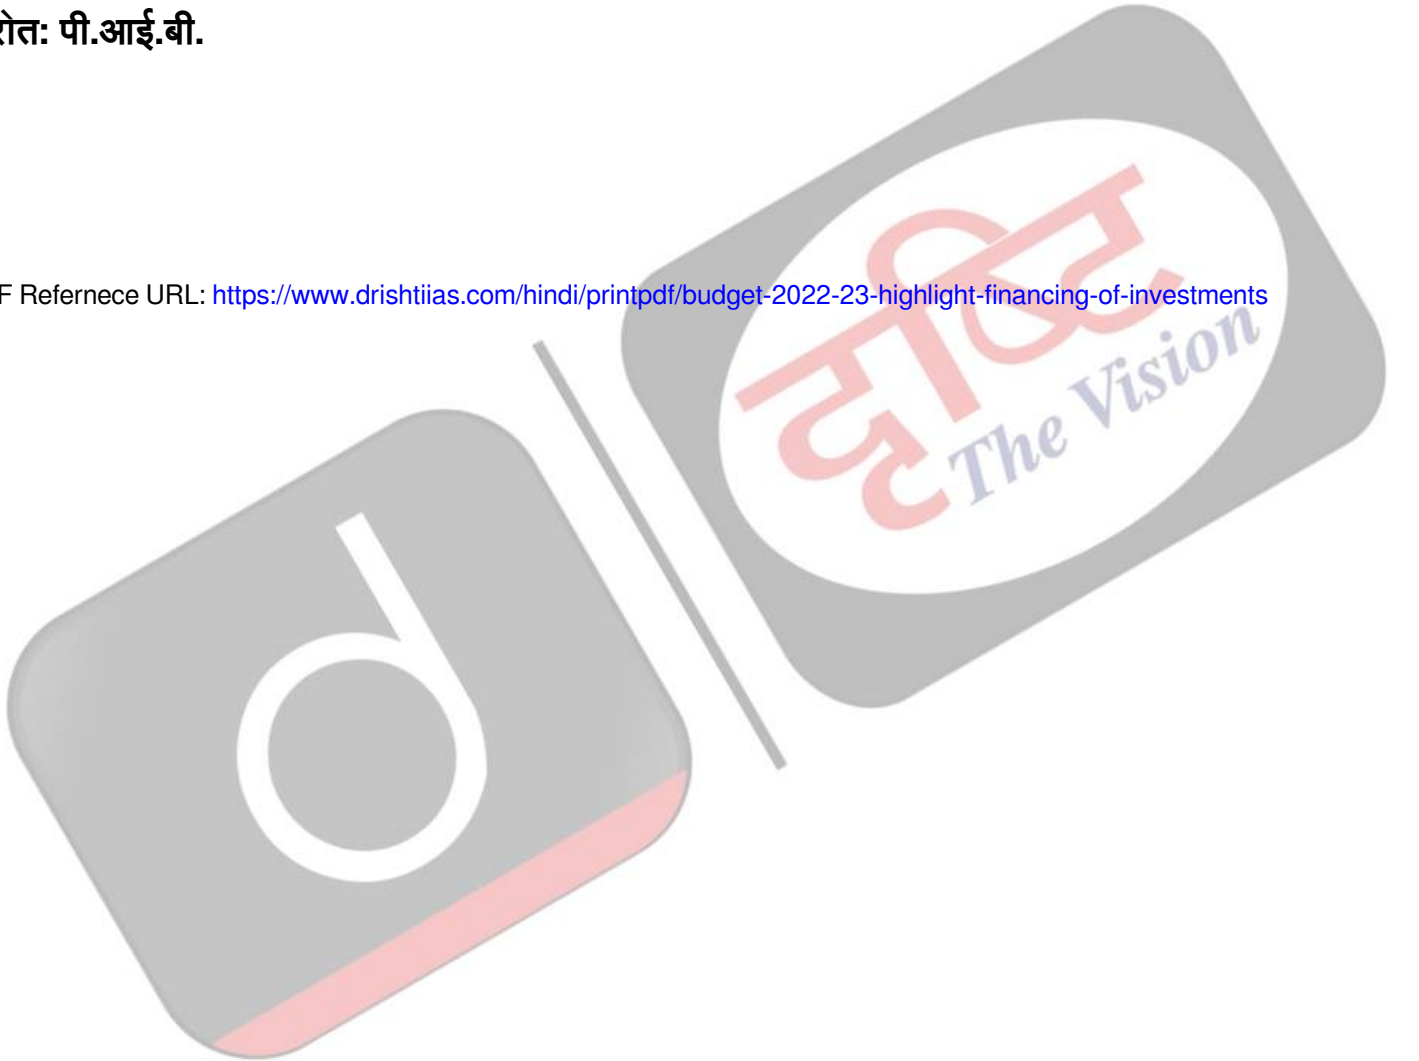 रोत: पी.आई.बी.
F Refernece URL: https://www.drishtiias.com/hindi/printpdf/budget-2022-23-highlight-financing-of-investments
दृष्टि
The Vision
d